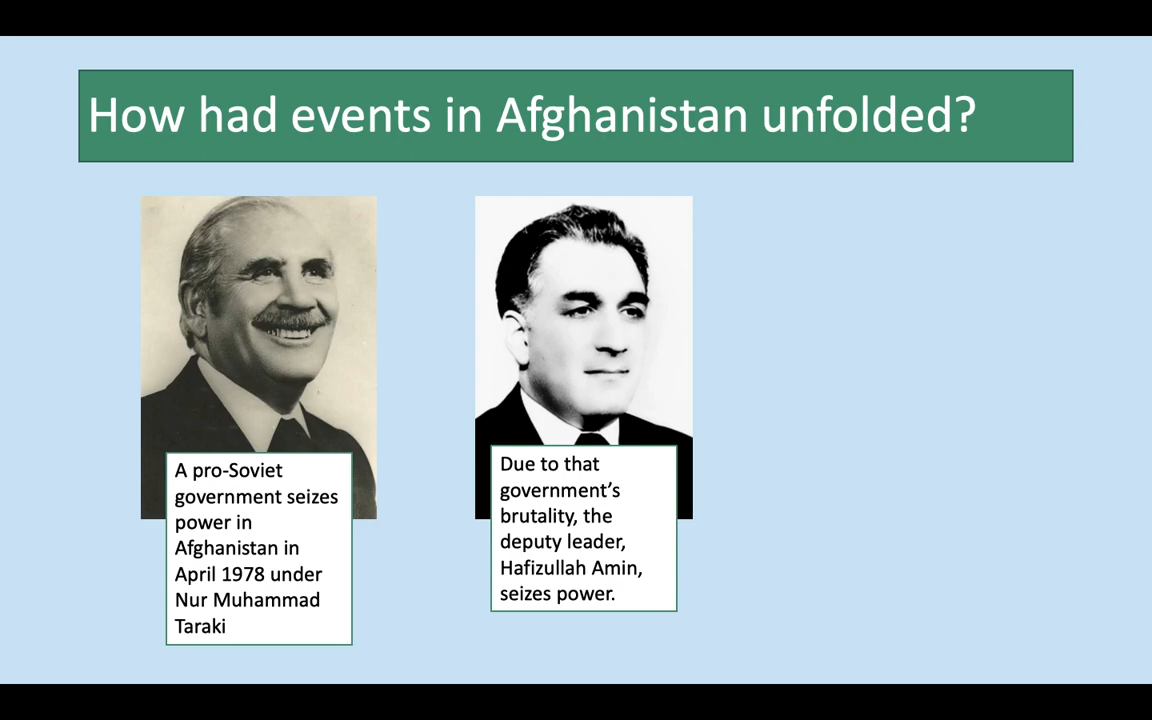 How had events in Afghanistan unfolded?
A pro-Soviet
government seizes
power in
Afghanistan in
April 1978 under
Nur Muhammad
Taraki
Due to that
government’s
brutality, the
deputy leader,
Hafizullah Amin,
seizes power.